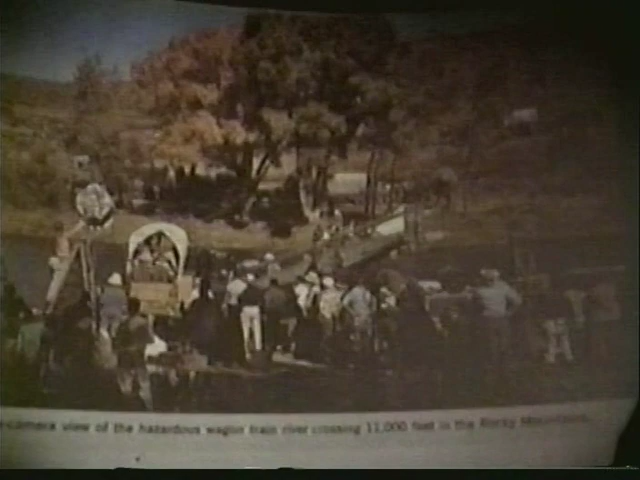 -camera view of the hazardous wagon train river crossing 11,000 feet in the Rocky Mountains.